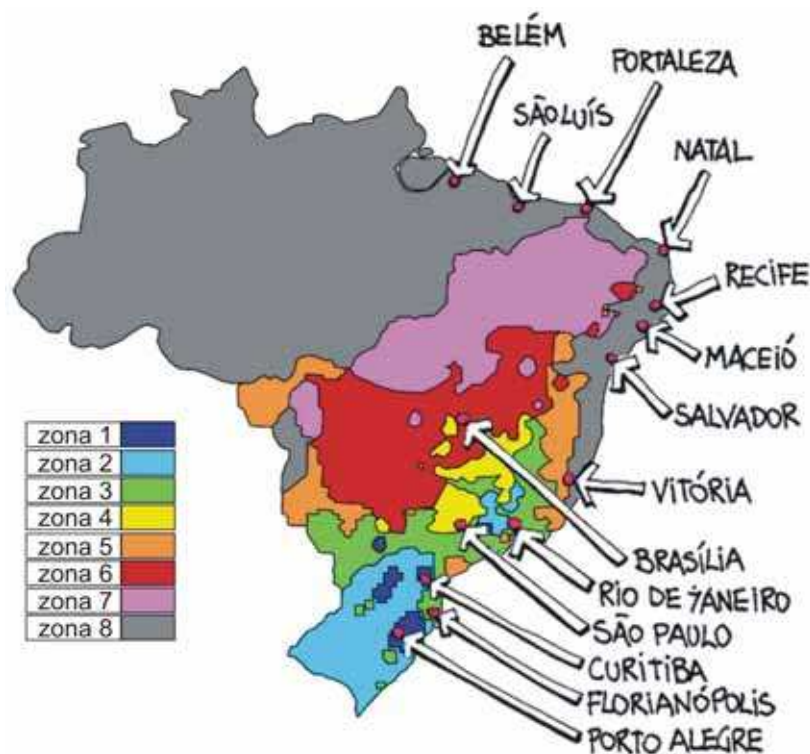 BELÉM
FORTALEZA
SÃO LUÍS
NATAL
RECIFE
MACEIÓ
SALVADOR
VITÓRIA
BRASÍLIA
RIO DE JANEIRO
SÃO PAULO
CURITIBA
FLORIANÓPOLIS
PORTO ALEGRE
zona 1
zona 2
zona 3
zona 4
zona 5
zona 6
zona 7
zona 8